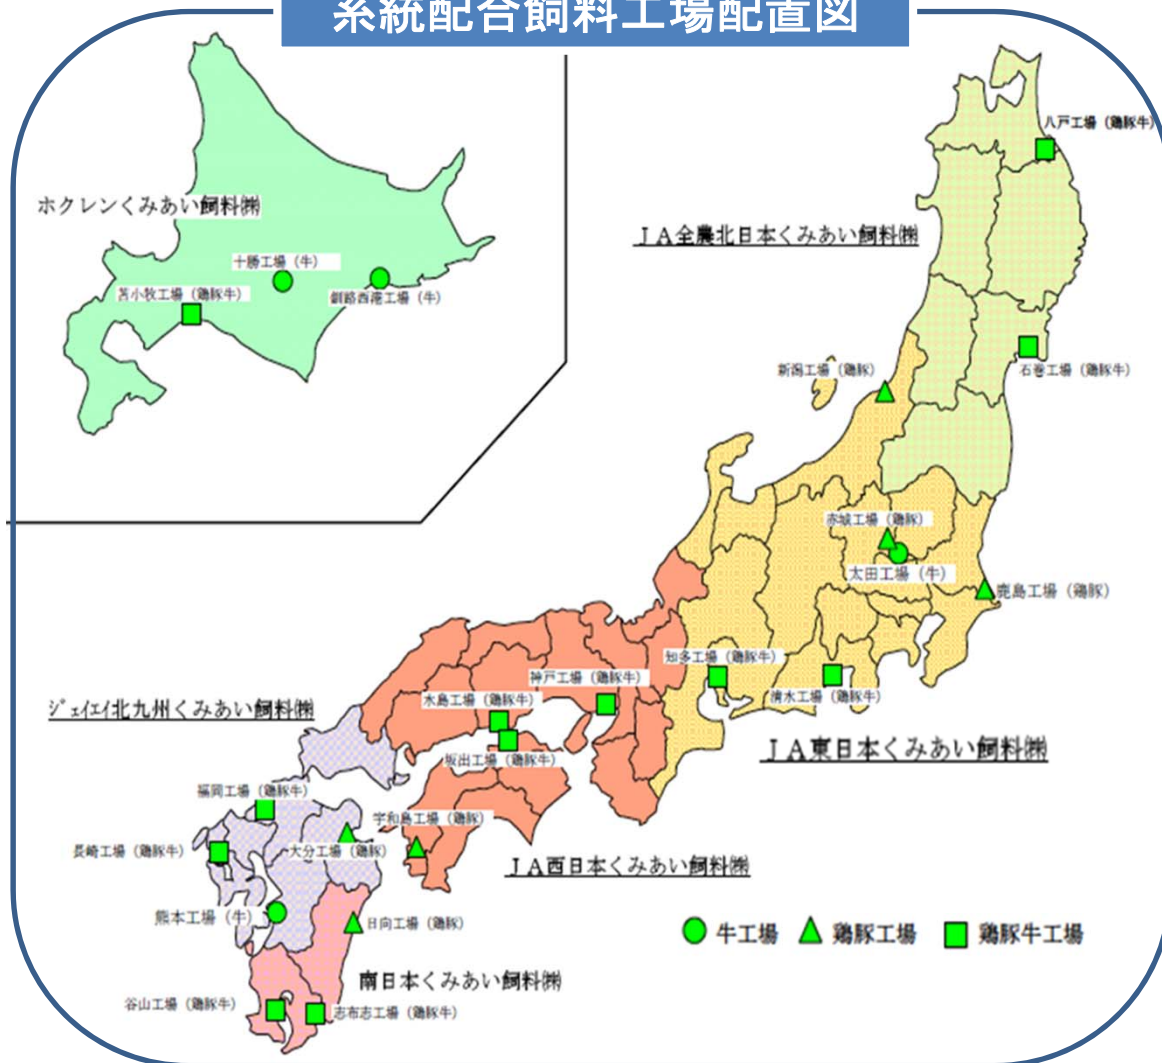 系統配合飼料工場配置図
八戸工場（鶏豚牛）
ホクレンくみあい飼料㈱
ＪＡ全農北日本くみあい飼料㈱
十勝工場（牛）
苫小牧工場（鶏豚牛）
釧路西港工場（牛）
新潟工場（鶏豚）
石巻工場（鶏豚牛）
赤城工場（鶏豚）
太田工場（牛）
鹿島工場（鶏豚）
知多工場（鶏豚牛）
神戸工場（鶏豚牛）
清水工場（鶏豚牛）
水島工場（鶏豚牛）
ジェイエイ北九州くみあい飼料㈱
ＪＡ東日本くみあい飼料㈱
坂出工場（鶏豚牛）
福岡工場（鶏豚牛）
宇和島工場（鶏豚）
長崎工場（鶏豚牛）
大分工場（鶏豚）
ＪＡ西日本くみあい飼料㈱
熊本工場（牛）
日向工場（鶏豚）
牛工場
鶏豚工場
鶏豚牛工場
南日本くみあい飼料㈱
谷山工場（鶏豚牛）
志布志工場（鶏豚牛）